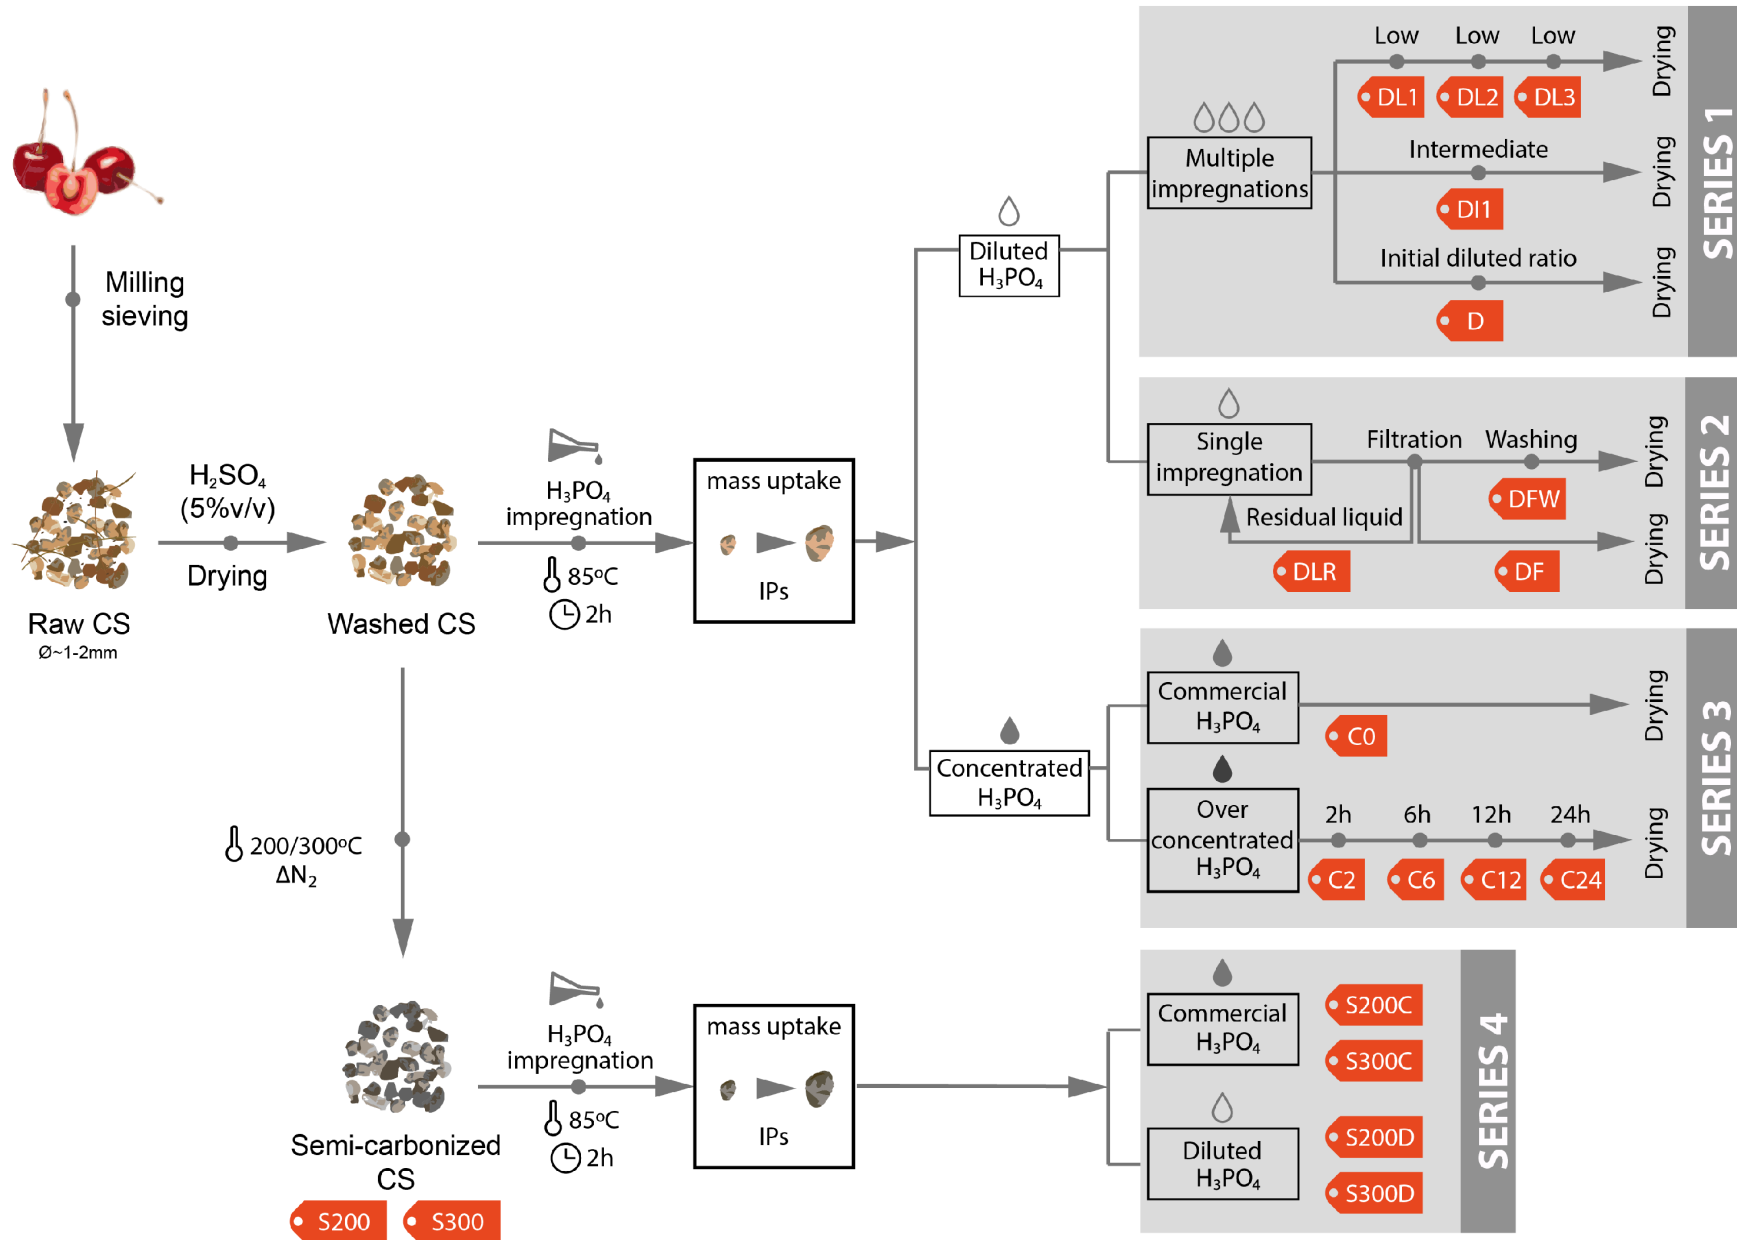 Milling
sieving
Raw CS
Ø~1-2mm
H₂SO₄
(5%v/v)
Drying
Washed CS
H₃PO₄
impregnation
85ºC
2h
mass uptake
IPs
200/300ºC
ΔN₂
Semi-carbonized
CS
S200
S300
H₃PO₄
impregnation
85ºC
2h
mass uptake
IPs
Diluted
H₃PO₄
Concentrated
H₃PO₄
Multiple
impregnations
Low
Low
Low
DL1
DL2
DL3
Drying
Intermediate
DI1
Drying
Initial diluted ratio
D
Drying
SERIES 1
Single
impregnation
Filtration
Washing
Drying
DFW
Residual liquid
DLR
DF
Drying
SERIES 2
Commercial
H₃PO₄
C0
Drying
Over
concentrated
H₃PO₄
2h
6h
12h
24h
C2
C6
C12
C24
Drying
SERIES 3
Commercial
H₃PO₄
S200C
S300C
Diluted
H₃PO₄
S200D
S300D
SERIES 4